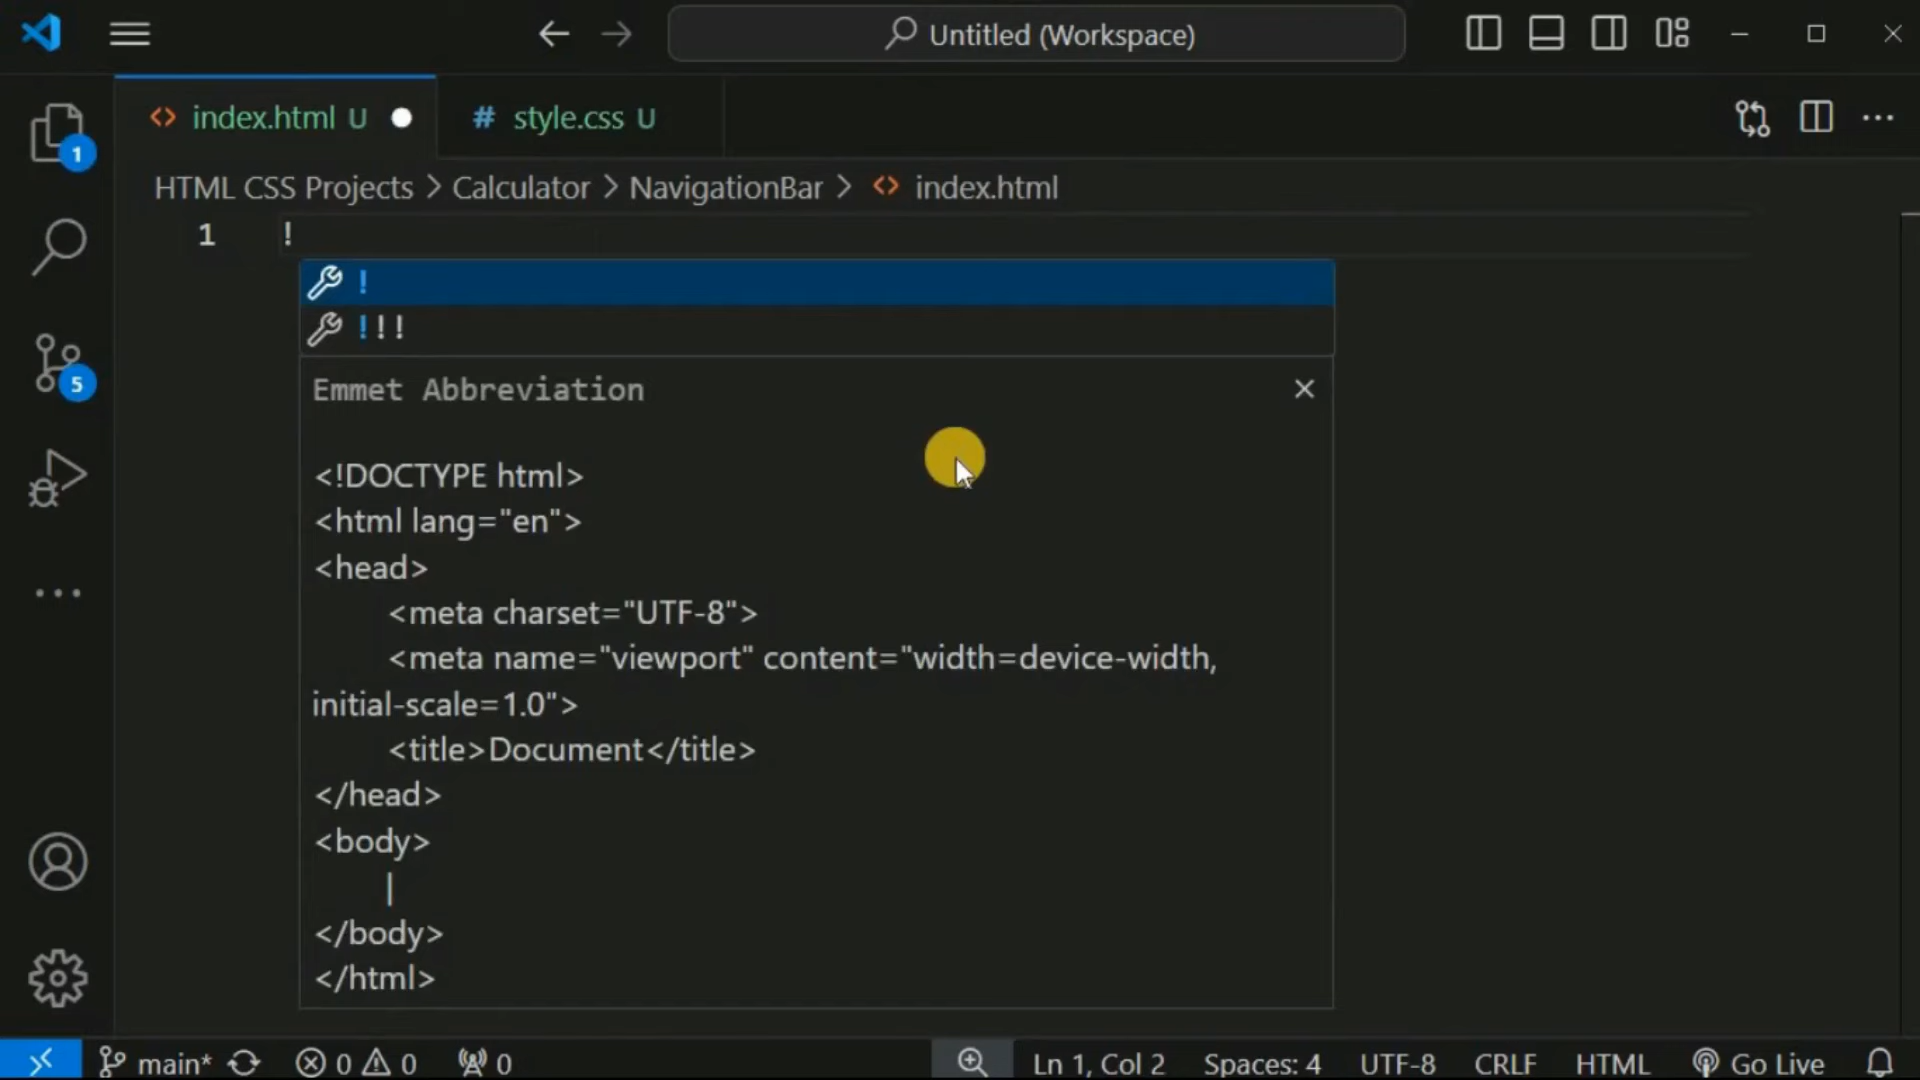 Untitled (Workspace)
index.html U
style.css U
1
HTML CSS Projects > Calculator > NavigationBar > <> index.html
1 !
!
!!!
5
Emmet Abbreviation
<!DOCTYPE html>
<html lang="en">
<head>
<meta charset="UTF-8">
<meta name="viewport" content="width=device-width,
initial-scale=1.0">
<title>Document</title>
</head>
<body>
|
</body>
</html>
main* 0 0 0 Ln 1, Col 2 Spaces: 4 UTF-8 CRLF HTML Go Live